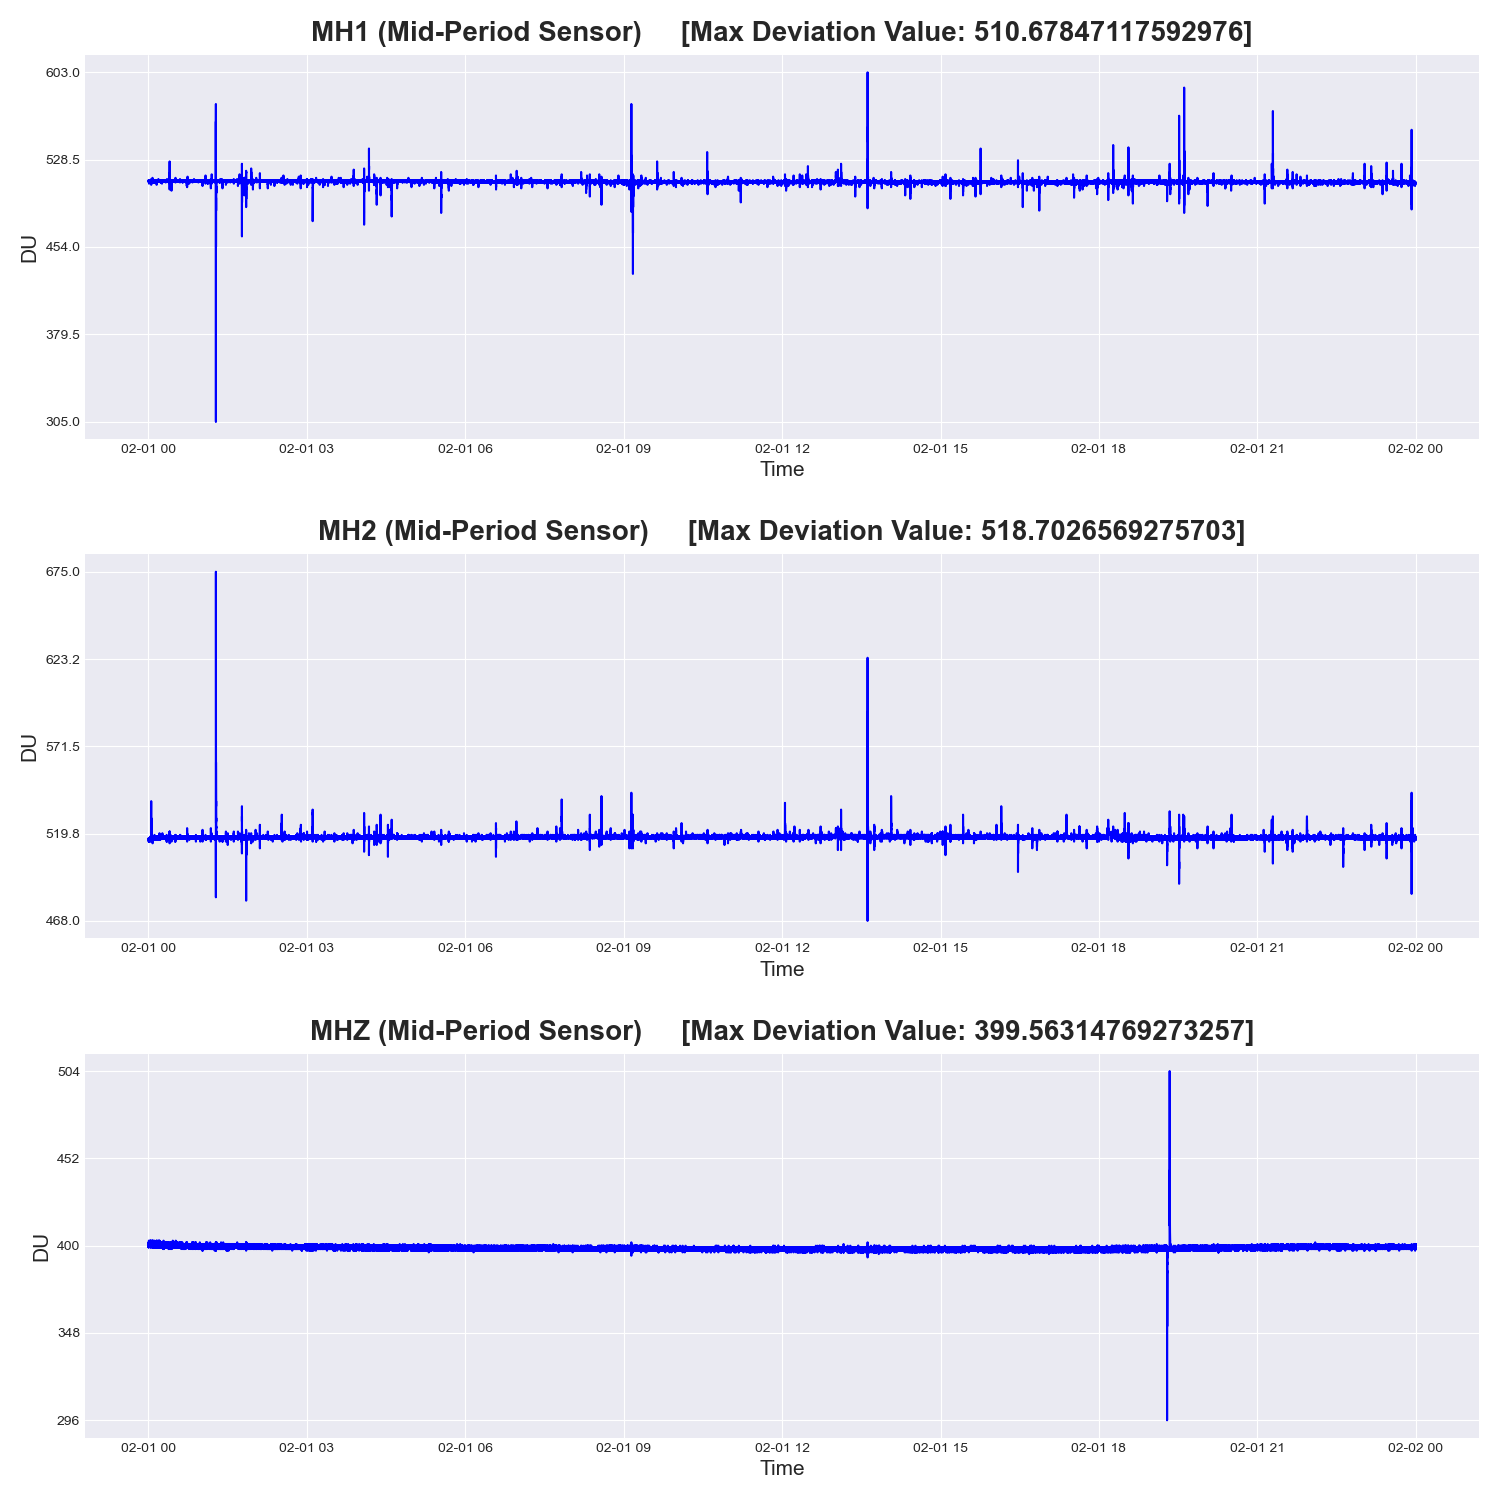 MH1 (Mid-Period Sensor) [Max Deviation Value: 510.67847117592976]
603.0
528.5
454.0
379.5
305.0
DU
02-01 00 02-01 03 02-01 06 02-01 09 02-01 12 02-01 15 02-01 18 02-01 21 02-02 00
Time
MH2 (Mid-Period Sensor) [Max Deviation Value: 518.7026569275703]
675.0
623.2
571.5
519.8
468.0
DU
02-01 00 02-01 03 02-01 06 02-01 09 02-01 12 02-01 15 02-01 18 02-01 21 02-02 00
Time
MHZ (Mid-Period Sensor) [Max Deviation Value: 399.56314769273257]
504
452
400
348
296
DU
02-01 00 02-01 03 02-01 06 02-01 09 02-01 12 02-01 15 02-01 18 02-01 21 02-02 00
Time